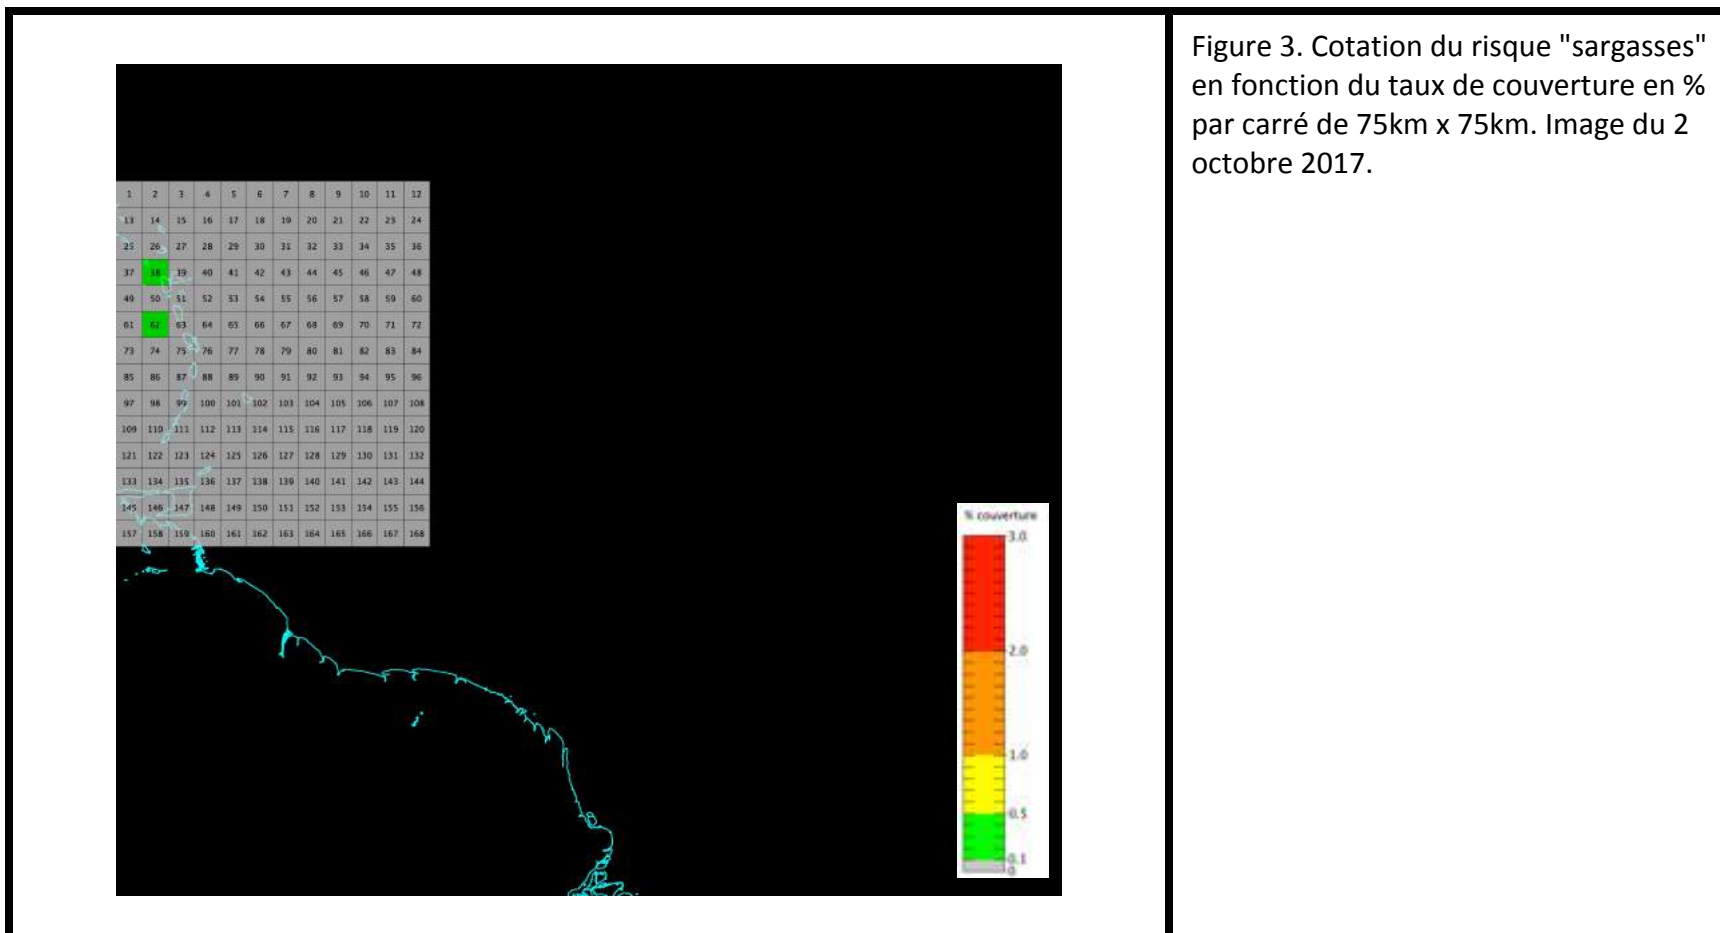 Figure 3. Cotation du risque "sargasses"
en fonction du taux de couverture en %
par carré de 75km x 75km. Image du 2
octobre 2017.
1 2 3 4 5 6 7 8 9 10 11 12
13 14 15 16 17 18 19 20 21 22 23 24
25 26 27 28 29 30 31 32 33 34 35 36
37 38 39 40 41 42 43 44 45 46 47 48
49 50 51 52 53 54 55 56 57 58 59 60
61 62 63 64 65 66 67 68 69 70 71 72
73 74 75 76 77 78 79 80 81 82 83 84
85 86 87 88 89 90 91 92 93 94 95 96
97 98 99 100 101 102 103 104 105 106 107 108
109 110 111 112 113 114 115 116 117 118 119 120
121 122 123 124 125 126 127 128 129 130 131 132
133 134 135 136 137 138 139 140 141 142 143 144
145 146 147 148 149 150 151 152 153 154 155 156
157 158 159 160 161 162 163 164 165 166 167 168
% couverture
3.0
2.0
1.0
0.5
0.1
0